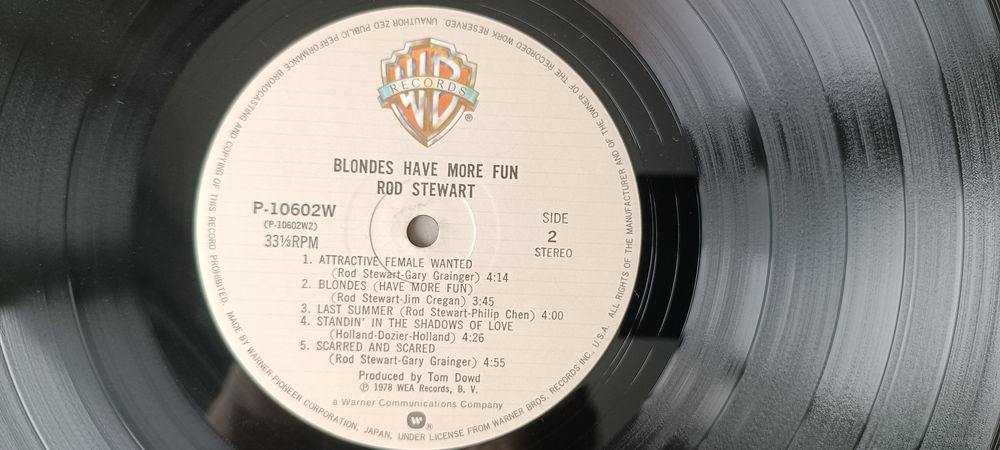 W B
RECORDS
®
BLONDES HAVE MORE FUN
ROD STEWART
P-10602W
(P-10602W2)
33⅓RPM
SIDE
2
STEREO
1. ATTRACTIVE FEMALE WANTED
(Rod Stewart-Gary Grainger) 4:14
2. BLONDES (HAVE MORE FUN)
(Rod Stewart-Jim Cregan) 3:45
3. LAST SUMMER (Rod Stewart-Philip Chen) 4:00
4. STANDIN' IN THE SHADOWS OF LOVE
(Holland-Dozier-Holland) 4:26
5. SCARRED AND SCARED
(Rod Stewart-Gary Grainger) 4:55
Produced by Tom Dowd
℗ 1978 WEA Records, B. V.
a Warner Communications Company
W®
MADE BY WARNER PIONEER CORPORATION, JAPAN, UNDER LICENSE FROM WARNER BROS. RECORDS INC., U.S.A. ALL RIGHTS OF THE MANUFACTURER AND OF THE OWNER OF THE RECORDED WORK RESERVED. UNAUTHORIZED PUBLIC PERFORMANCE BROADCASTING AND COPYING OF THIS RECORD PROHIBITED.